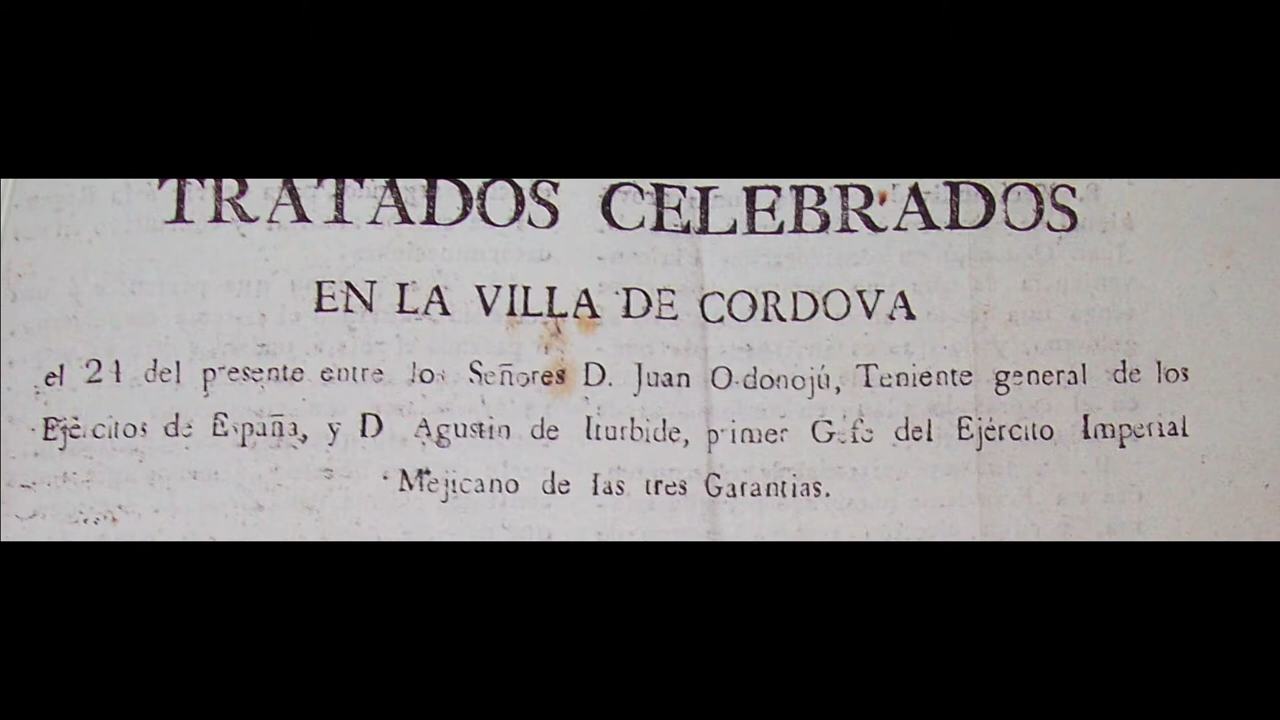 TRATADOS CELEBRADOS
EN LA VILLA DE CORDOVA
el 24 del presente entre los Señores D. Juan O-donojú, Teniente general de los
Ejércitos de España, y D Agustin de Iturbide, primer Gefe del Ejército Imperial
Mejicano de las tres Garantias.